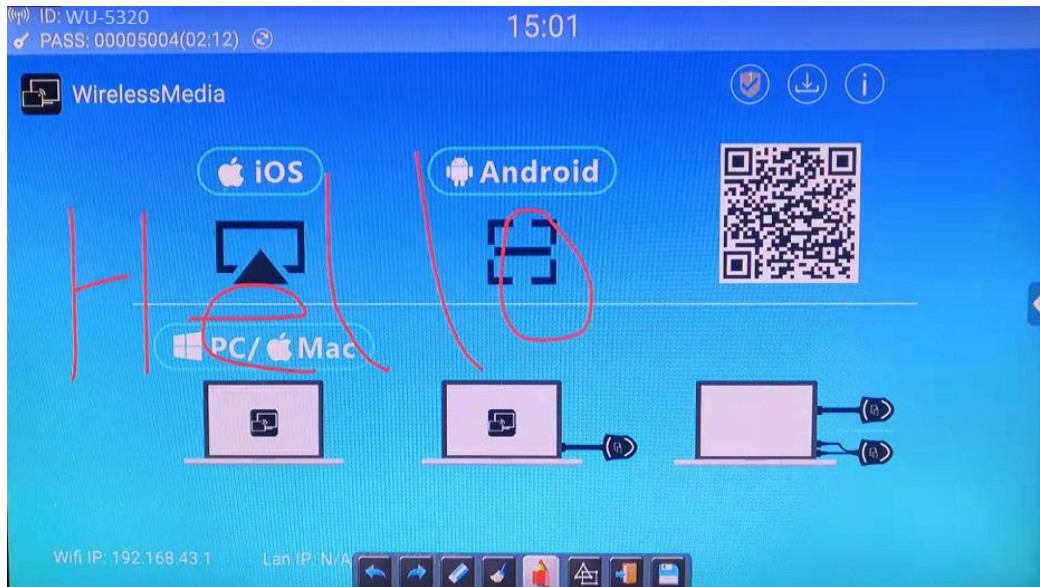 ID: WU-5320
PASS: 00005004(02:12)
15:01
WirelessMedia
iOS
Android
Hello
PC/ Mac
Wifi IP: 192.168.43.1
Lan IP: N/A